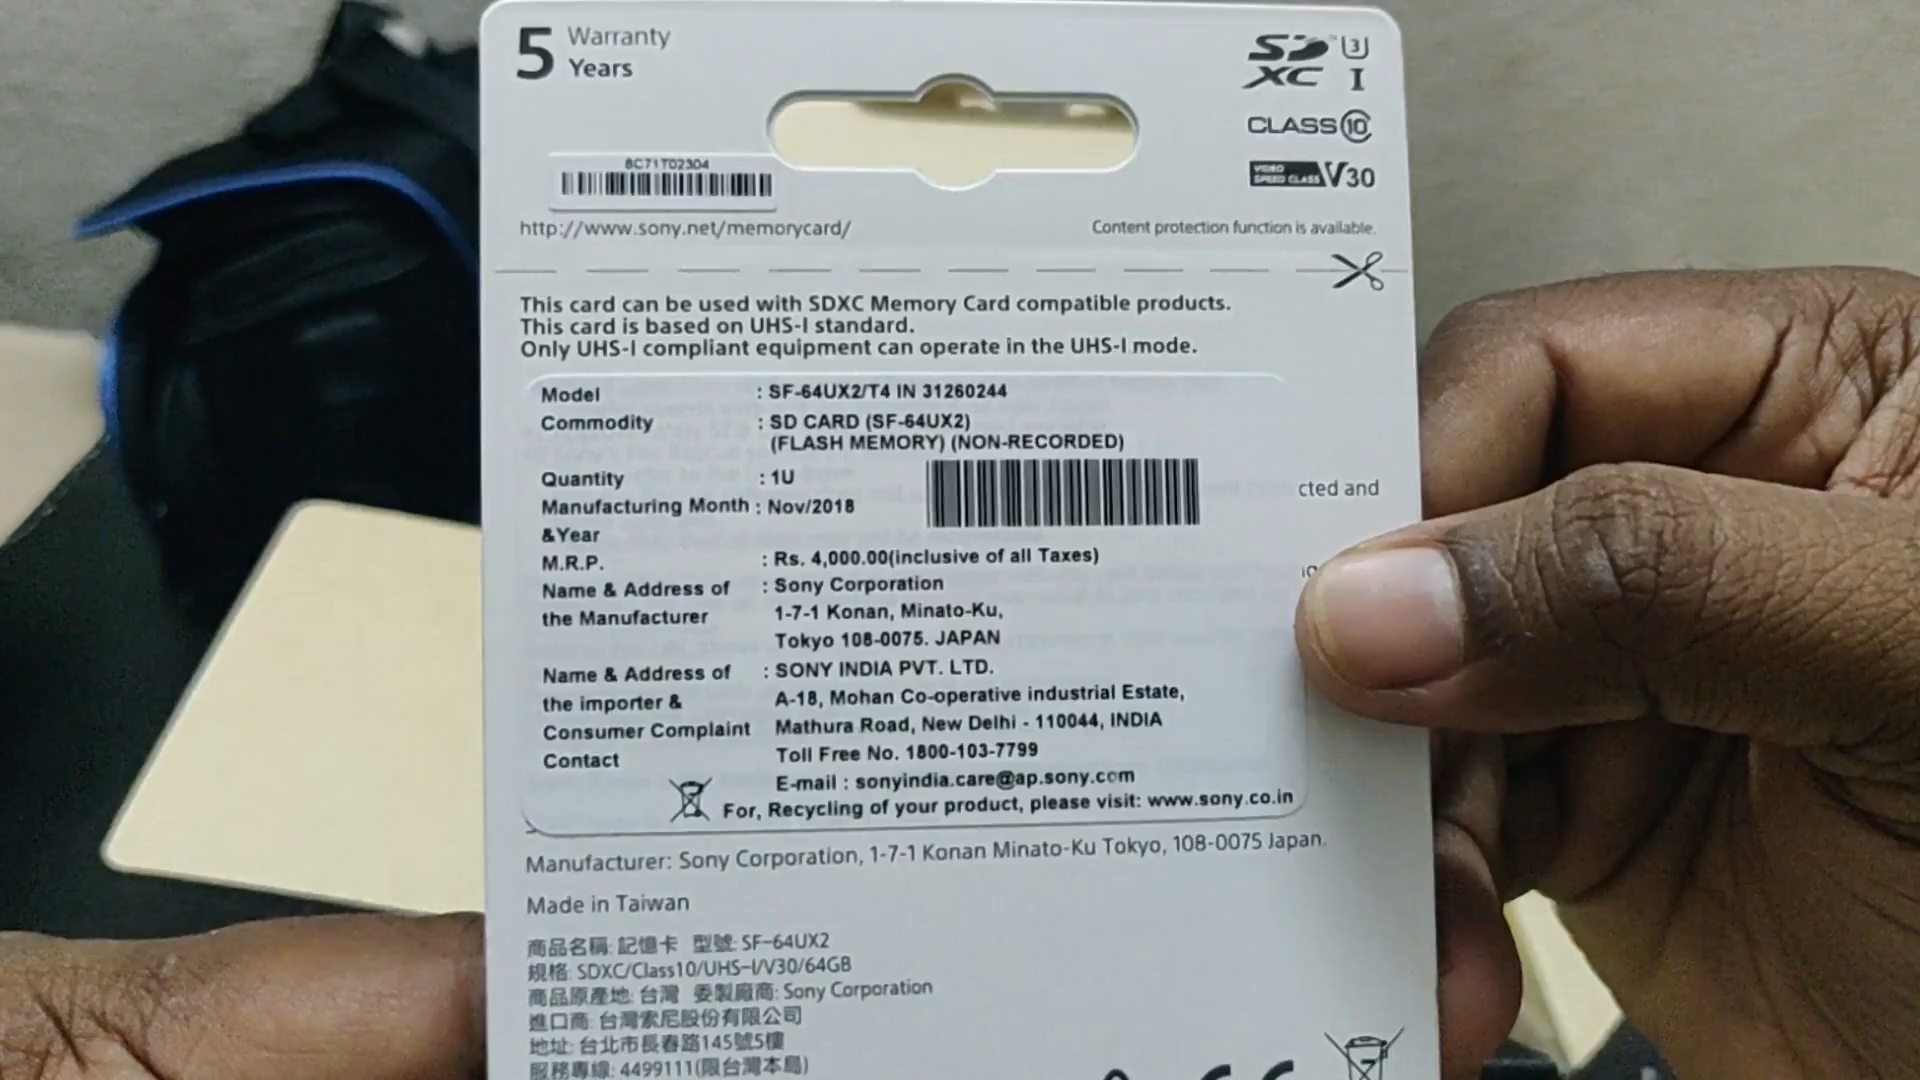 5 Warranty
Years
SD XC U3 I
CLASS 10
VIDEO SPEED CLASS V30
8C71T02304
http://www.sony.net/memorycard/
Content protection function is available.
This card can be used with SDXC Memory Card compatible products.
This card is based on UHS-I standard.
Only UHS-I compliant equipment can operate in the UHS-I mode.
Model : SF-64UX2/T4 IN 31260244
Commodity : SD CARD (SF-64UX2)
(FLASH MEMORY) (NON-RECORDED)
Quantity : 1U
cted and
Manufacturing Month : Nov/2018
&Year
M.R.P. : Rs. 4,000.00(inclusive of all Taxes)
Name & Address of : Sony Corporation
the Manufacturer 1-7-1 Konan, Minato-Ku,
Tokyo 108-0075. JAPAN
Name & Address of : SONY INDIA PVT. LTD.
the importer & A-18, Mohan Co-operative industrial Estate,
Consumer Complaint Mathura Road, New Delhi - 110044, INDIA
Contact Toll Free No. 1800-103-7799
E-mail : sonyindia.care@ap.sony.com
For, Recycling of your product, please visit: www.sony.co.in
Manufacturer: Sony Corporation, 1-7-1 Konan Minato-Ku Tokyo, 108-0075 Japan.
Made in Taiwan
商品名稱: 記憶卡 型號: SF-64UX2
規格: SDXC/Class10/UHS-I/V30/64GB
商品原產地: 台灣 委製廠商: Sony Corporation
進口商: 台灣索尼股份有限公司
地址: 台北市長春路145號5樓
服務專線: 4499111(限台灣本島)